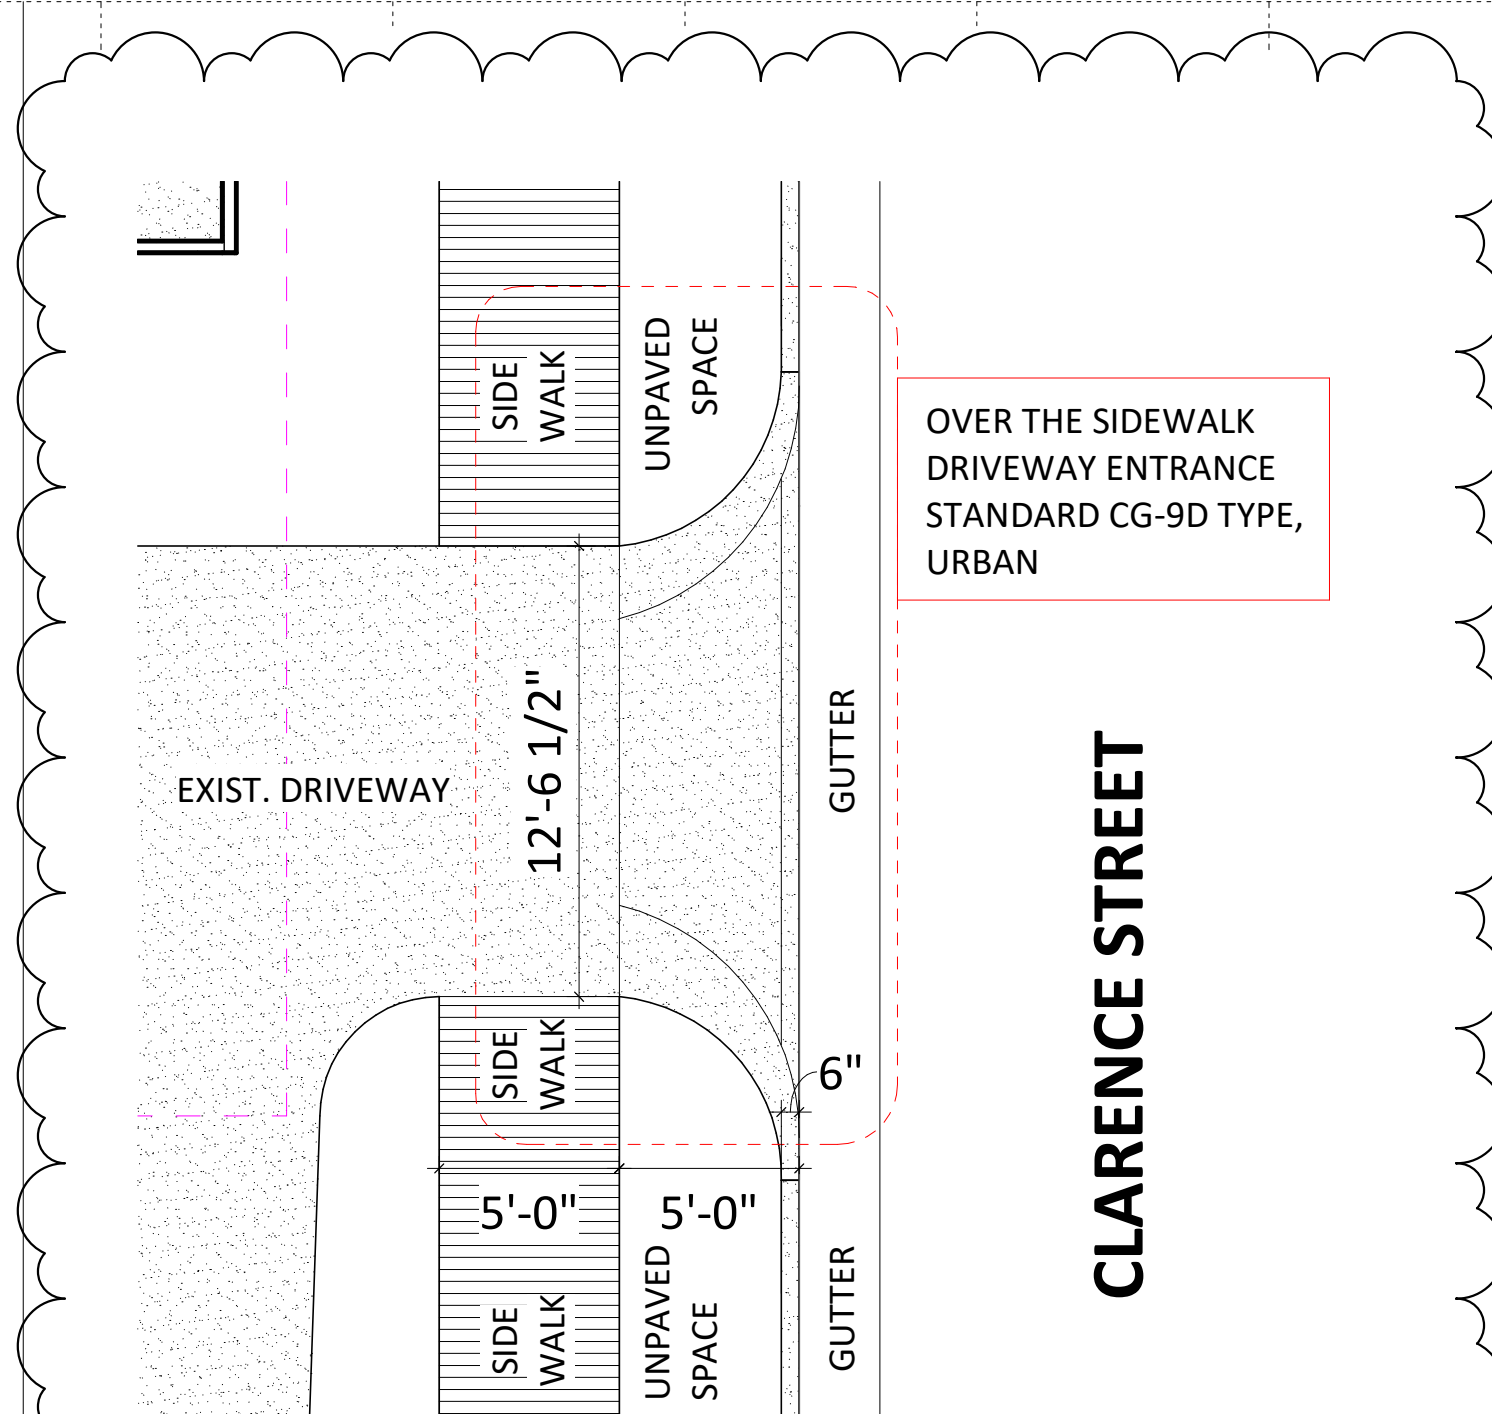 SIDE
WALK
UNPAVED
SPACE
OVER THE SIDEWALK
DRIVEWAY ENTRANCE
STANDARD CG-9D TYPE,
URBAN
EXIST. DRIVEWAY
12'-6 1/2"
GUTTER
CLARENCE STREET
SIDE
WALK
6"
5'-0"
5'-0"
SIDE
WALK
UNPAVED
SPACE
GUTTER